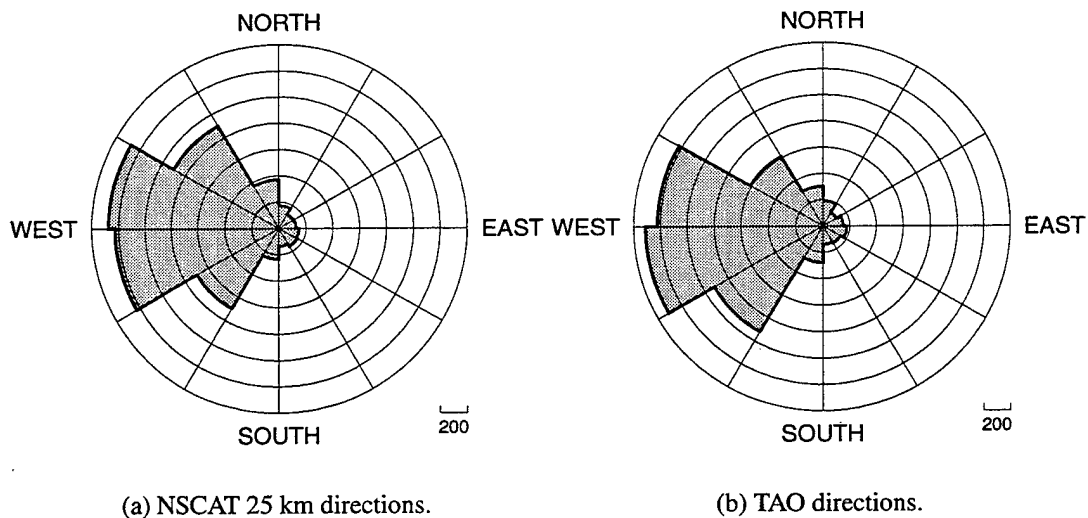 NORTH
NORTH
WEST
EAST
WEST
EAST
200
200
SOUTH
SOUTH
(a) NSCAT 25 km directions.
(b) TAO directions.